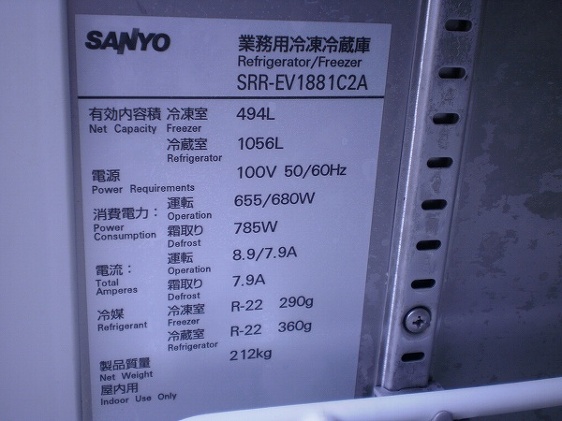 SANYO 業務用冷凍冷蔵庫
Refrigerator/Freezer
SRR-EV1881C2A
有効内容積 冷凍室 494L
Net Capacity Freezer
冷蔵室 1056L
Refrigerator
電源 100V 50/60Hz
Power Requirements
消費電力: 運転 655/680W
Power Consumption Operation
霜取り 785W
Defrost
電流: 運転 8.9/7.9A
Total Amperes Operation
霜取り 7.9A
Defrost
冷媒 冷凍室 R-22 290g
Refrigerant Freezer
冷蔵室 R-22 360g
Refrigerator
製品質量 212kg
Net Weight
屋内用
Indoor Use Only